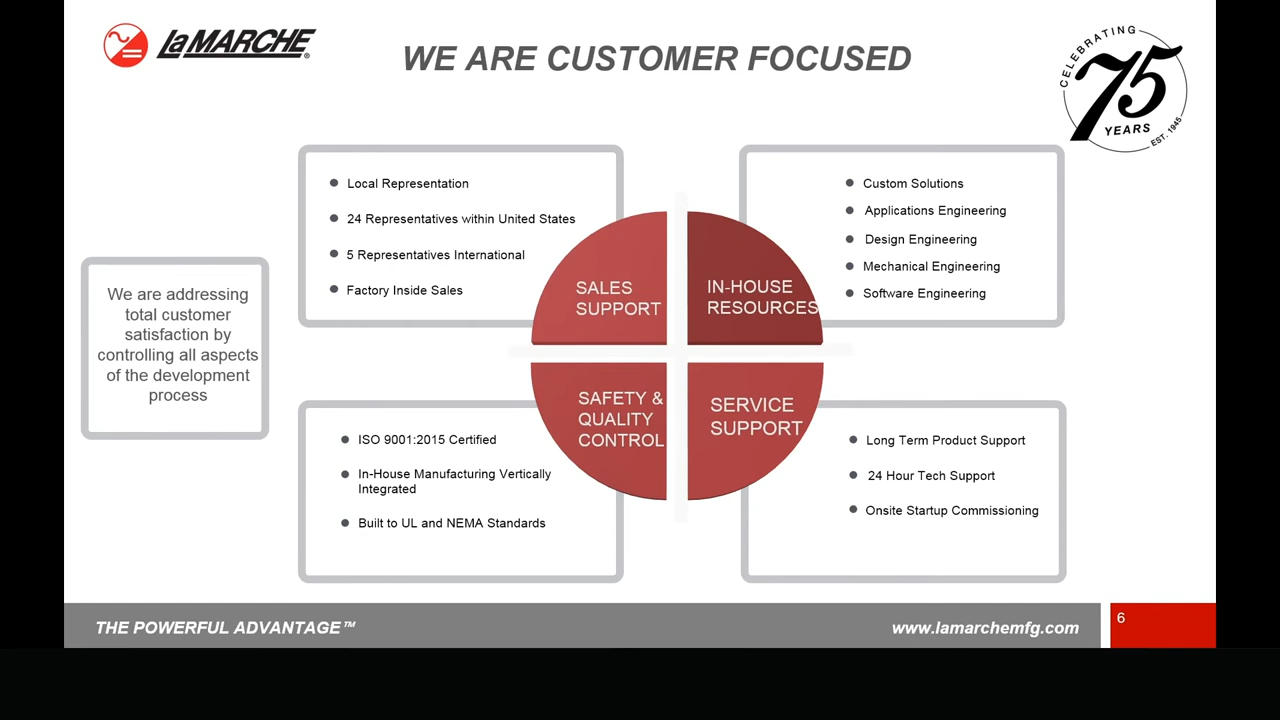 LaMARCHE®
WE ARE CUSTOMER FOCUSED
CELEBRATING
75
YEARS
EST. 1945
We are addressing
total customer
satisfaction by
controlling all aspects
of the development
process
Local Representation
24 Representatives within United States
5 Representatives International
Factory Inside Sales
SALES
SUPPORT
IN-HOUSE
RESOURCES
Custom Solutions
Applications Engineering
Design Engineering
Mechanical Engineering
Software Engineering
ISO 9001:2015 Certified
In-House Manufacturing Vertically
Integrated
Built to UL and NEMA Standards
SAFETY &
QUALITY
CONTROL
SERVICE
SUPPORT
Long Term Product Support
24 Hour Tech Support
Onsite Startup Commissioning
THE POWERFUL ADVANTAGE™
www.lamarchemfg.com
6